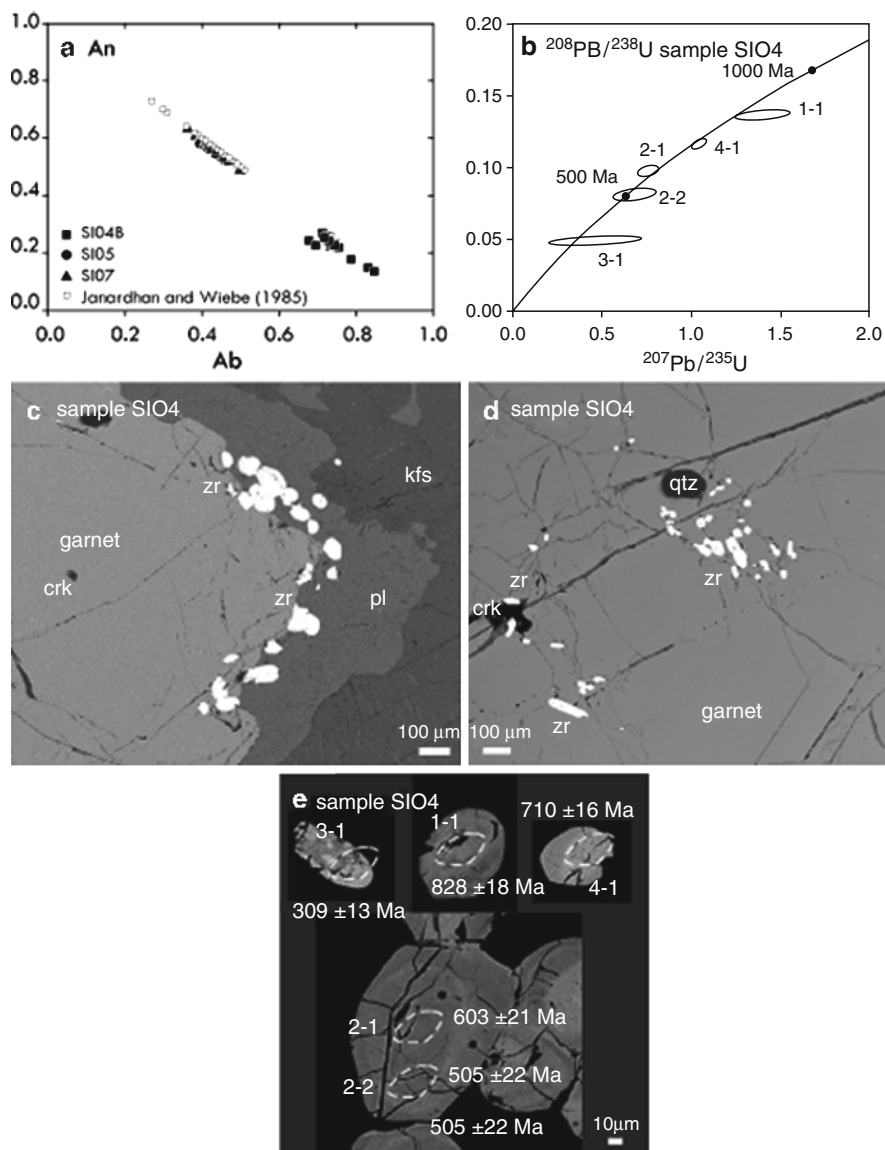 a An
1.0
0.8
0.6
0.4
0.2
0.0
■ SI04B
● SI05
▲ SI07
○ Janardhan and Wiebe (1985)
0.0 0.2 0.4 0.6 0.8 1.0
Ab
b ²⁰⁸PB/²³⁸U sample SIO4
0.20
0.15
0.10
0.05
0.00
1000 Ma
1-1
2-1
4-1
500 Ma
2-2
3-1
0.0 0.5 1.0 1.5 2.0
²⁰⁷Pb/²³⁵U
c sample SIO4
kfs
zr
garnet
crk
zr
pl
100 μm
d sample SIO4
qtz
zr
zr
crk
garnet
zr
100 μm
e sample SIO4
710 ±16 Ma
3-1
1-1
828 ±18 Ma
4-1
309 ±13 Ma
2-1
603 ±21 Ma
2-2
505 ±22 Ma
505 ±22 Ma
10μm